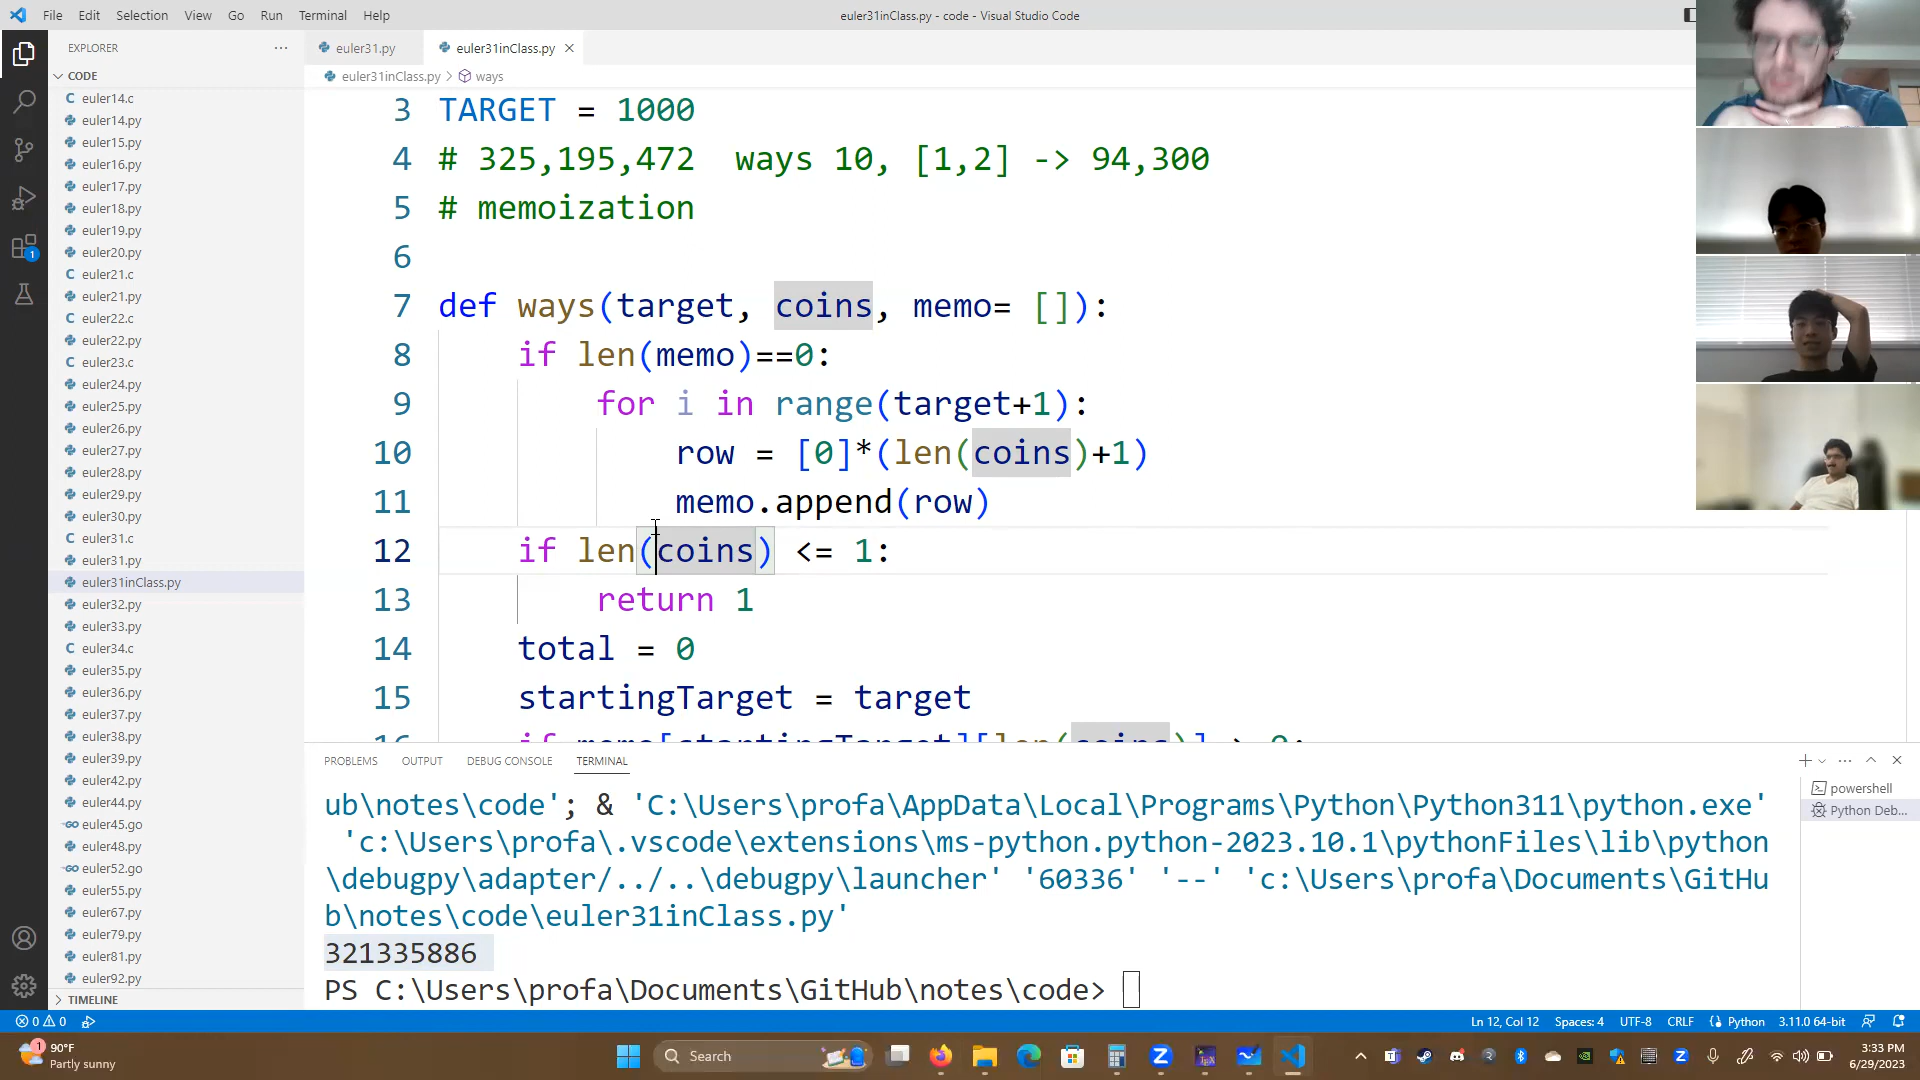 File Edit Selection View Go Run Terminal Help
euler31inClass.py - code - Visual Studio Code
EXPLORER
CODE
euler14.c
euler14.py
euler15.py
euler16.py
euler17.py
euler18.py
euler19.py
euler20.py
euler21.c
euler21.py
euler22.c
euler22.py
euler23.c
euler24.py
euler25.py
euler26.py
euler27.py
euler28.py
euler29.py
euler30.py
euler31.c
euler31.py
euler31inClass.py
euler32.py
euler33.py
euler34.c
euler35.py
euler36.py
euler37.py
euler38.py
euler39.py
euler42.py
euler44.py
euler45.go
euler48.py
euler52.go
euler55.py
euler67.py
euler79.py
euler81.py
euler92.py
TIMELINE
euler31.py euler31inClass.py
euler31inClass.py > ways
3 TARGET = 1000
4 # 325,195,472  ways 10, [1,2] -> 94,300
5 # memoization
6
7 def ways(target, coins, memo= []):
8 if len(memo)==0:
9 for i in range(target+1):
10 row = [0]*(len(coins)+1)
11 memo.append(row)
12 if len(coins) <= 1:
13 return 1
14 total = 0
15 startingTarget = target
16 if memo[startingTarget][len(coins)] > 0:
PROBLEMS OUTPUT DEBUG CONSOLE TERMINAL
ub\notes\code'; & 'C:\Users\profa\AppData\Local\Programs\Python\Python311\python.exe'
'c:\Users\profa\.vscode\extensions\ms-python.python-2023.10.1\pythonFiles\lib\python
\debugpy\adapter/../..\debugpy\launcher' '60336' '--' 'c:\Users\profa\Documents\GitHu
b\notes\code\euler31inClass.py'
321335886
PS C:\Users\profa\Documents\GitHub\notes\code>
powershell
Python Deb...
0 0
Ln 12, Col 12 Spaces: 4 UTF-8 CRLF Python 3.11.0 64-bit
90°F
Partly sunny
Search
3:33 PM
6/29/2023